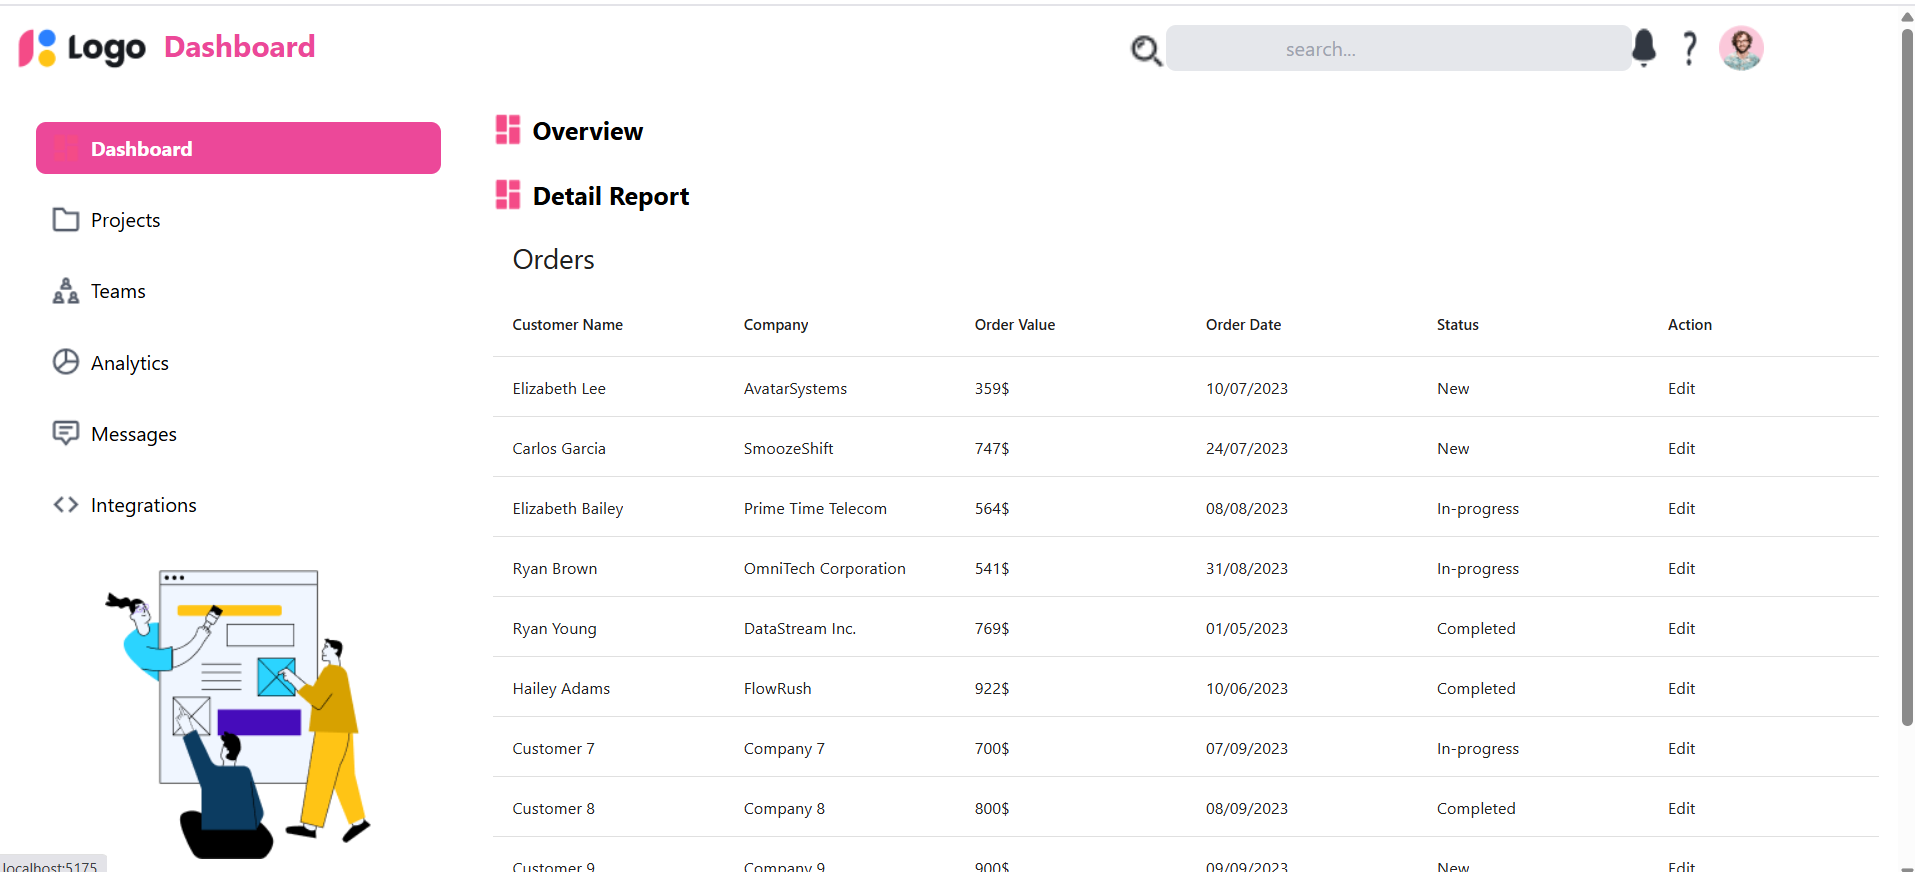 Logo Dashboard search... ?
Dashboard
Projects
Teams
Analytics
Messages
Integrations
Overview
Detail Report
Orders
Customer Name Company Order Value Order Date Status Action
Elizabeth Lee AvatarSystems 359$ 10/07/2023 New Edit
Carlos Garcia SmoozeShift 747$ 24/07/2023 New Edit
Elizabeth Bailey Prime Time Telecom 564$ 08/08/2023 In-progress Edit
Ryan Brown OmniTech Corporation 541$ 31/08/2023 In-progress Edit
Ryan Young DataStream Inc. 769$ 01/05/2023 Completed Edit
Hailey Adams FlowRush 922$ 10/06/2023 Completed Edit
Customer 7 Company 7 700$ 07/09/2023 In-progress Edit
Customer 8 Company 8 800$ 08/09/2023 Completed Edit
Customer 9 Company 9 900$ 09/09/2023 New Edit
localhost:5175